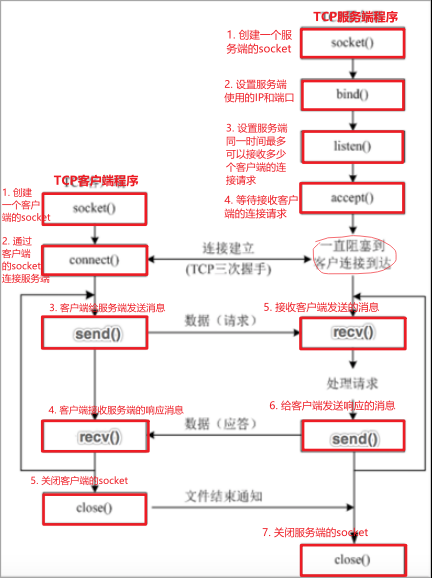 TCP服务端程序
1. 创建一个服
务端的socket
socket()
2. 设置服务端
使用的IP和端口
bind()
3. 设置服务端
同一时间最多
可以接收多少
个客户端的连
接请求
listen()
TCP客户端程序
4. 等待接收客户
端的连接请求
accept()
1. 创建
一个客户
端的socket
socket()
2. 通过
客户端
的socket
连接服务端
connect()
连接建立
(TCP三次握手)
一直阻塞到
客户连接到达
3. 客户端给服务端发送消息
send()
数据（请求）
5. 接收客户端发送的消息
recv()
处理请求
4. 客户端接收服务端的响应消息
recv()
数据（应答）
6. 给客户端发送响应的消息
send()
5. 关闭客户端的socket
close()
文件结束通知
7. 关闭服务端的socket
close()